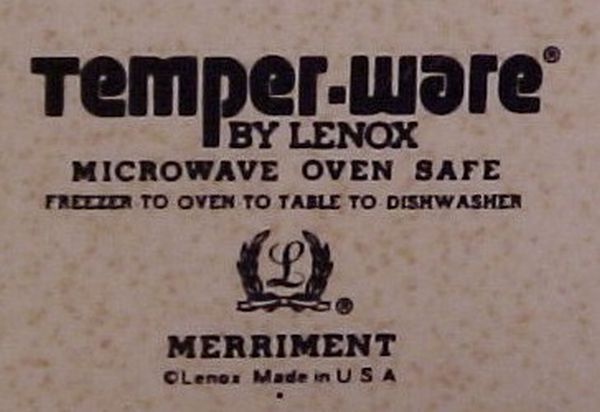 Temper-ware®
BY LENOX
MICROWAVE OVEN SAFE
FREEZER TO OVEN TO TABLE TO DISHWASHER
L
®
MERRIMENT
©Lenox Made in U S A